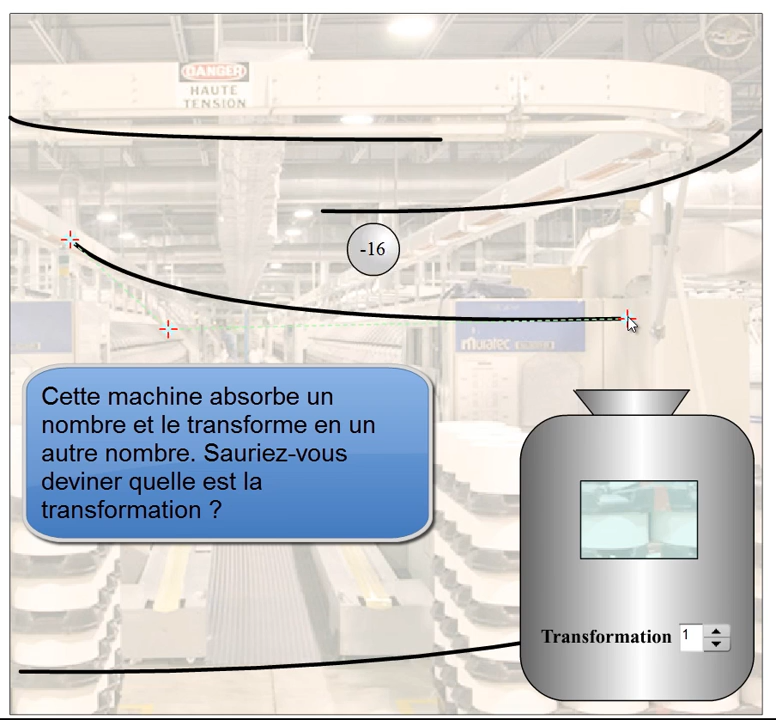 DANGER
HAUTE
TENSION
-16
muratec
Cette machine absorbe un
nombre et le transforme en un
autre nombre. Sauriez-vous
deviner quelle est la
transformation ?
Transformation 1